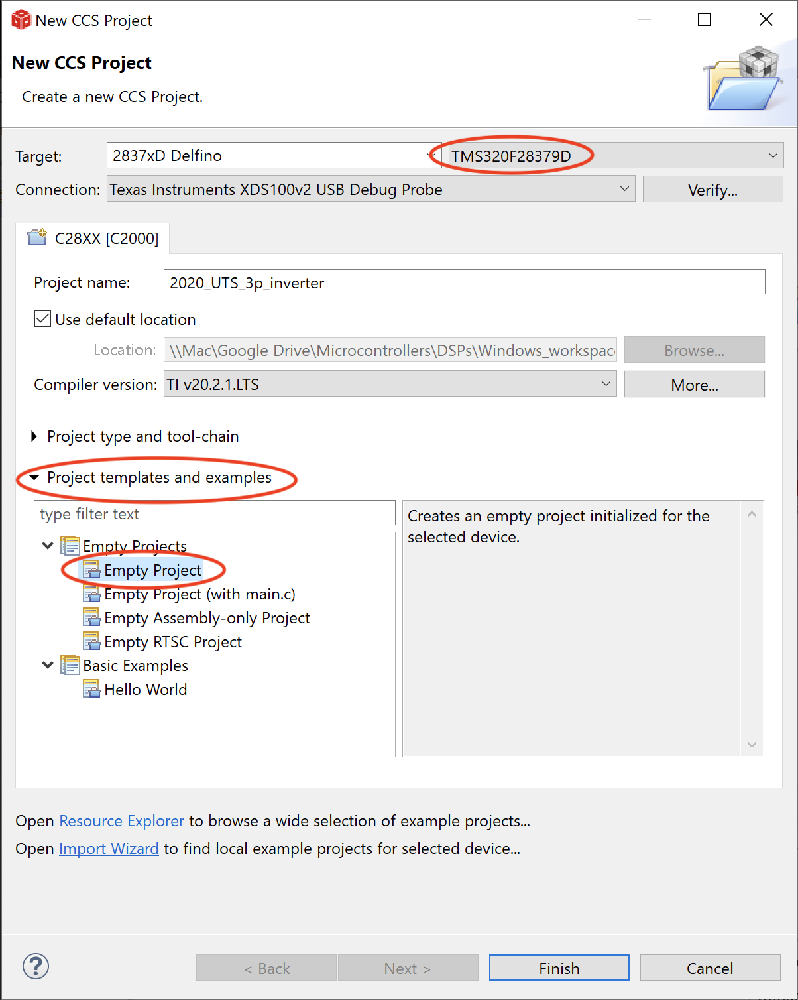 New CCS Project
New CCS Project
Create a new CCS Project.
Target: 2837xD Delfino TMS320F28379D
Connection: Texas Instruments XDS100v2 USB Debug Probe Verify...
C28XX [C2000]
Project name: 2020_UTS_3p_inverter
Use default location
Location: \\Mac\Google Drive\Microcontrollers\DSPs\Windows_workspac Browse...
Compiler version: TI v20.2.1.LTS More...
Project type and tool-chain
Project templates and examples
type filter text
Creates an empty project initialized for the
selected device.
Empty Projects
Empty Project
Empty Project (with main.c)
Empty Assembly-only Project
Empty RTSC Project
Basic Examples
Hello World
Open Resource Explorer to browse a wide selection of example projects...
Open Import Wizard to find local example projects for selected device...
? < Back Next > Finish Cancel